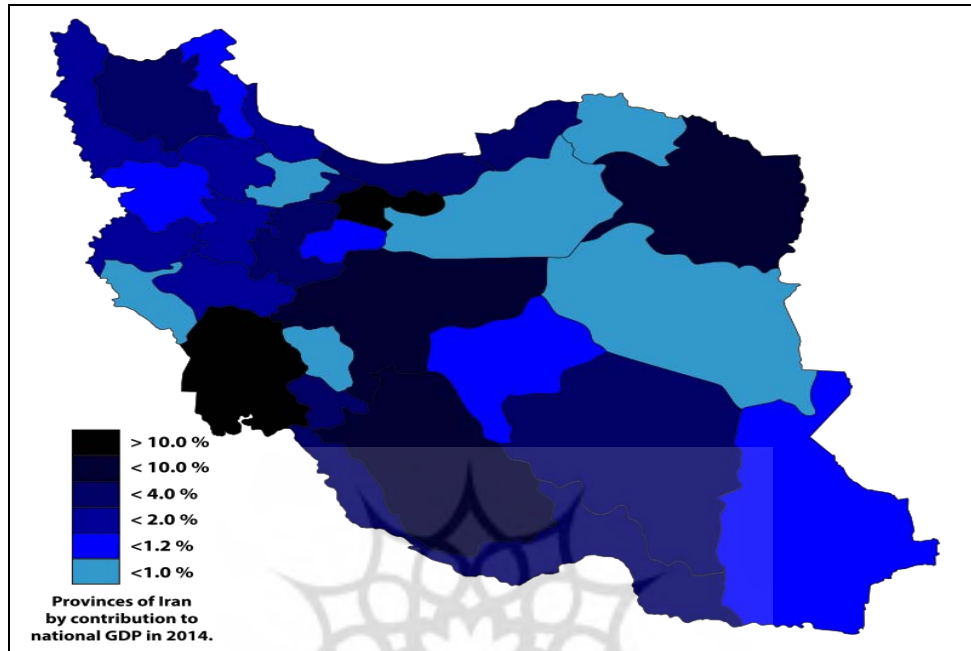 > 10.0 %
< 10.0 %
< 4.0 %
< 2.0 %
<1.2 %
<1.0 %
Provinces of Iran
by contribution to
national GDP in 2014.